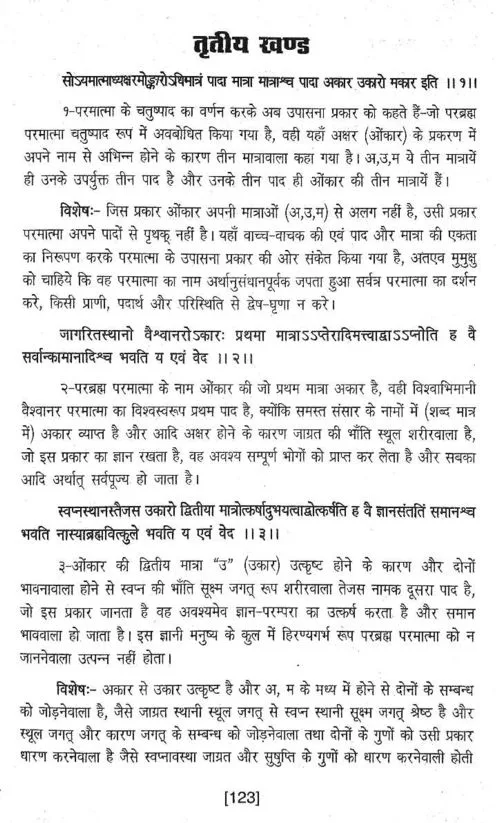 तृतीय खण्ड
सोऽयमात्माध्यक्षरमोङ्कारोऽधिमात्रं पादा मात्रा मात्राश्च पादा अकार उकारो मकार इति ।।१।।
१-परमात्मा के चतुष्पाद का वर्णन करके अब उपासना प्रकार को कहते हैं-जो परब्रह्म
परमात्मा चतुष्पाद रूप में अवबोधित किया गया है, वही यहाँ अक्षर (ओंकार) के प्रकरण में
अपने नाम से अभिन्न होने के कारण तीन मात्रावाला कहा गया है। अ,उ,म ये तीन मात्रायें
ही उनके उपर्युक्त तीन पाद है और उनके तीन पाद ही ओंकार की तीन मात्रायें हैं।
विशेषः- जिस प्रकार ओंकार अपनी मात्राओं (अ,उ,म) से अलग नहीं है, उसी प्रकार
परमात्मा अपने पादों से पृथक् नहीं है। यहाँ वाच्च-वाचक की एवं पाद और मात्रा की एकता
का निरूपण करके परमात्मा के उपासना प्रकार की ओर संकेत किया गया है, अतएव मुमुक्षु
को चाहिये कि वह परमात्मा का नाम अर्थानुसंधानपूर्वक जपता हुआ सर्वत्र परमात्मा का दर्शन
करे, किसी प्राणी, पदार्थ और परिस्थिति से द्वेष-घृणा न करे।
जागरितस्थानो वैश्वानरोऽकारः प्रथमा मात्राऽऽप्तेरादिमत्त्वाद्वाऽऽप्नोति ह वै
सर्वान्कामानादिश्च भवति य एवं वेद ।।२।।
२-परब्रह्म परमात्मा के नाम ओंकार की जो प्रथम मात्रा अकार है, वही विश्वाभिमानी
वैश्वानर परमात्मा का विश्वस्वरूप प्रथम पाद है, क्योंकि समस्त संसार के नामों में (शब्द मात्र
में) अकार व्याप्त है और आदि अक्षर होने के कारण जाग्रत की भाँति स्थूल शरीरवाला है,
जो इस प्रकार का ज्ञान रखता है, वह अवश्य सम्पूर्ण भोगों को प्राप्त कर लेता है और सबका
आदि अर्थात् सर्वपूज्य हो जाता है।
स्वप्नस्थानस्तैजस उकारो द्वितीया मात्रोत्कर्षादुभयत्वाद्वोत्कर्षति ह वै ज्ञानसंततिं समानश्च
भवति नास्याब्रह्मवित्कुले भवति य एवं वेद ।।३।।
३-ओंकार की द्वितीय मात्रा “उ” (उकार) उत्कृष्ट होने के कारण और दोनों
भावनावाला होने से स्वप्न की भाँति सूक्ष्म जगत् रूप शरीरवाला तेजस नामक दूसरा पाद है,
जो इस प्रकार जानता है वह अवश्यमेव ज्ञान-परम्परा का उत्कर्ष करता है और समान
भाववाला हो जाता है। इस ज्ञानी मनुष्य के कुल में हिरण्यगर्भ रूप परब्रह्म परमात्मा को न
जाननेवाला उत्पन्न नहीं होता।
विशेषः- अकार से उकार उत्कृष्ट है और अ, म के मध्य में होने से दोनों के सम्बन्ध
को जोड़नेवाला है, जैसे जाग्रत स्थानी स्थूल जगत् से स्वप्न स्थानी सूक्ष्म जगत् श्रेष्ठ है और
स्थूल जगत् और कारण जगत् के सम्बन्ध को जोड़नेवाला तथा दोनों के गुणों को उसी प्रकार
धारण करनेवाला है जैसे स्वप्नावस्था जाग्रत और सुषुप्ति के गुणों को धारण करनेवाली होती
[123]